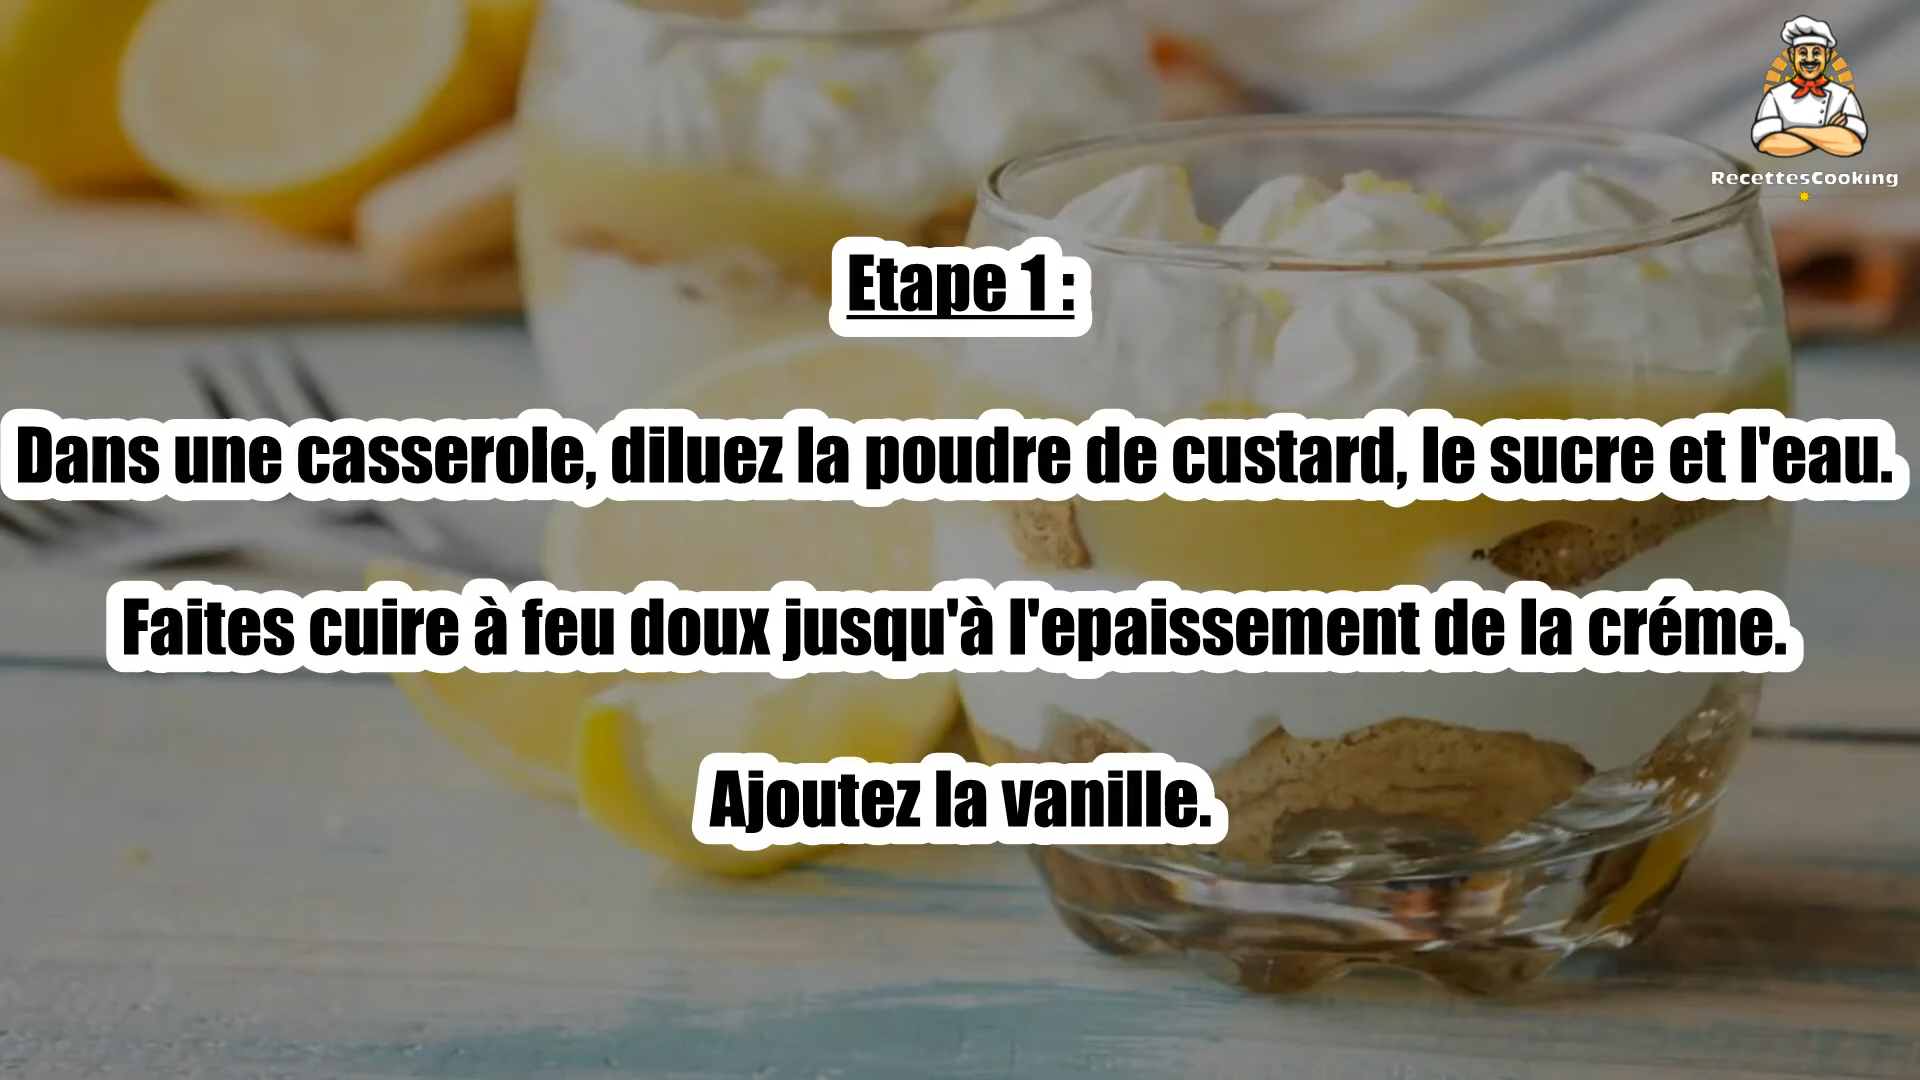 RecettesCooking
Etape 1 :
Dans une casserole, diluez la poudre de custard, le sucre et l'eau.
Faites cuire à feu doux jusqu'à l'epaissement de la créme.
Ajoutez la vanille.